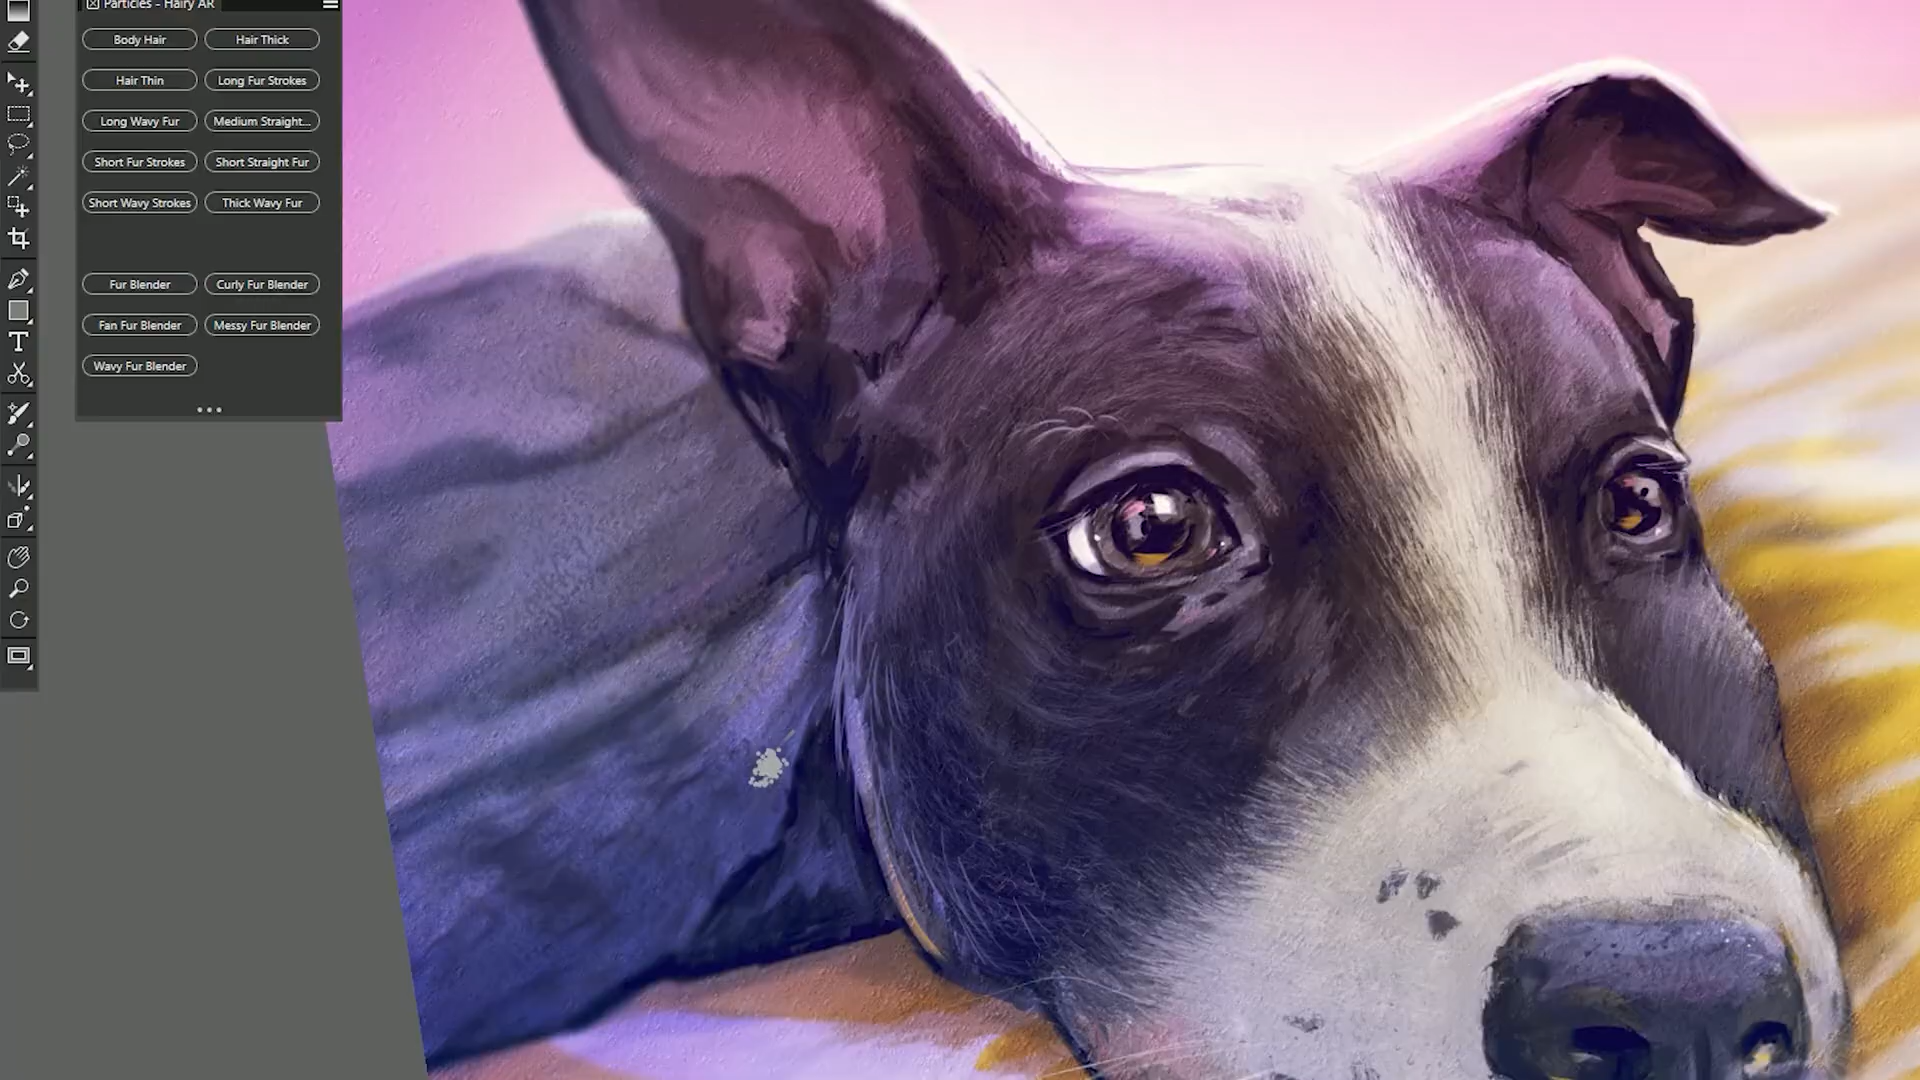 Particles - Hairy AR
Body Hair Hair Thick
Hair Thin Long Fur Strokes
Long Wavy Fur Medium Straight...
Short Fur Strokes Short Straight Fur
Short Wavy Strokes Thick Wavy Fur
Fur Blender Curly Fur Blender
Fan Fur Blender Messy Fur Blender
Wavy Fur Blender